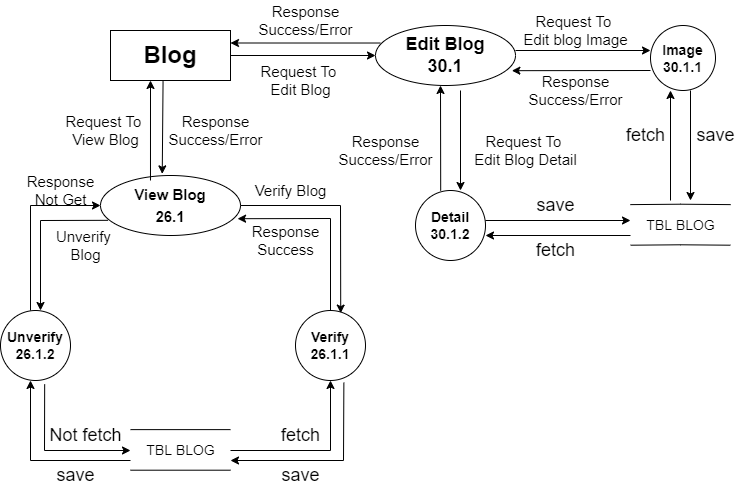 Response
Success/Error
Blog
Request To
Edit Blog
Edit Blog
30.1
Request To
Edit blog Image
Response
Success/Error
Image
30.1.1
Request To
View Blog
Response
Success/Error
Response
Success/Error
Request To
Edit Blog Detail
fetch
save
Response
Not Get
View Blog
26.1
Verify Blog
Response
Success
Unverify
Blog
Detail
30.1.2
save
fetch
TBL BLOG
Unverify
26.1.2
Verify
26.1.1
Not fetch
save
TBL BLOG
fetch
save